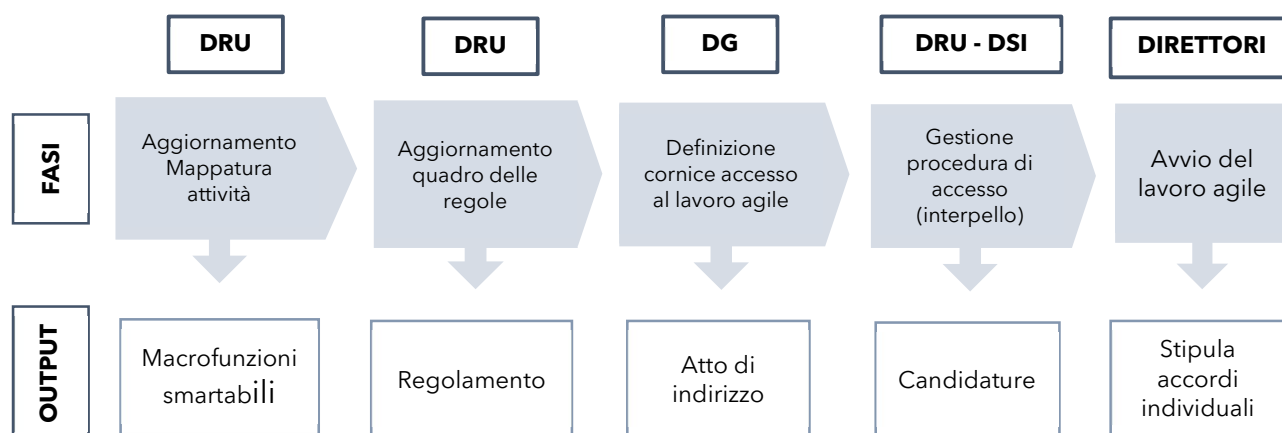 DRU
DRU
DG
DRU - DSI
DIRETTORI
FASI
Aggiornamento
Mappatura
attività
Aggiornamento
quadro delle
regole
Definizione
cornice accesso
al lavoro agile
Gestione
procedura di
accesso
(interpello)
Avvio del
lavoro agile
OUTPUT
Macrofunzioni
smartabili
Regolamento
Atto di
indirizzo
Candidature
Stipula
accordi
individuali